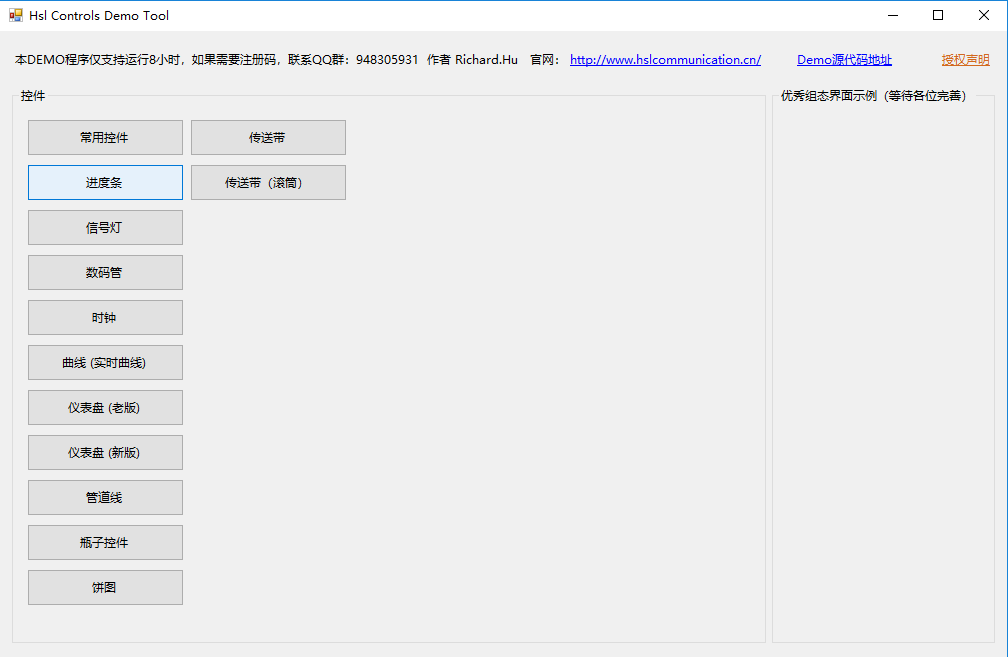 Hsl Controls Demo Tool
本DEMO程序仅支持运行8小时，如果需要注册码，联系QQ群：948305931 作者 Richard.Hu 官网： http://www.hslcommunication.cn/ Demo源代码地址 授权声明
控件
优秀组态界面示例（等待各位完善）
常用控件 传送带
进度条 传送带（滚筒）
信号灯
数码管
时钟
曲线 (实时曲线)
仪表盘 (老版)
仪表盘 (新版)
管道线
瓶子控件
饼图